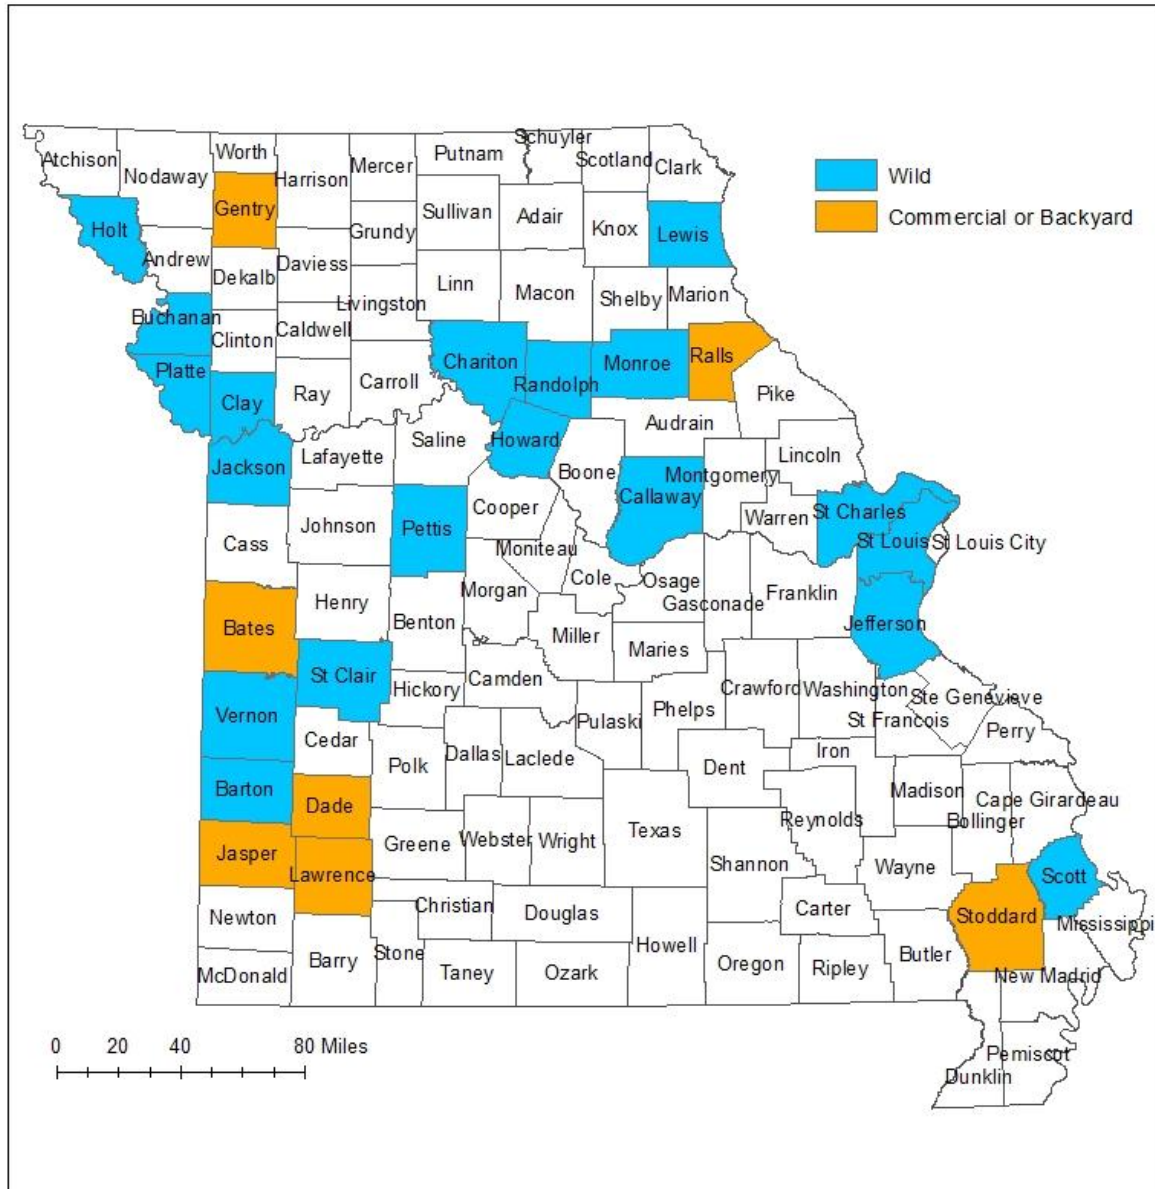 Schuyler
Atchison
Worth
Putnam
Scotland
Mercer
Clark
Wild
Nodaway
Harrison
Gentry
Sullivan
Adair
Commercial or Backyard
Holt
Grundy
Knox
Lewis
Andrew
Daviess
Dekalb
Linn
Macon
Shelby
Marion
Livingston
Buchanan
Clinton
Caldwell
Chariton
Monroe
Ralls
Platte
Carroll
Randolph
Clay
Ray
Pike
Audrain
Saline
Howard
Lafayette
Lincoln
Jackson
Boone
Montgomery
Callaway
Cooper
Warren
St Charles
Johnson
Pettis
Cass
St Louis
St Louis City
Moniteau
Cole
Osage
Henry
Morgan
Gasconade
Franklin
Bates
Benton
Miller
Jefferson
Maries
St Clair
Camden
Hickory
Crawford
Washington
Ste Genevieve
Vernon
Pulaski
Phelps
St Francois
Perry
Cedar
Dallas
Laclede
Iron
Polk
Dent
Barton
Madison
Cape Girardeau
Dade
Reynolds
Bollinger
Texas
Greene
Webster
Wright
Jasper
Shannon
Wayne
Lawrence
Scott
Christian
Douglas
Carter
Newton
Stoddard
Mississippi
Howell
Stone
Barry
Butler
McDonald
Taney
Ozark
Oregon
Ripley
New Madrid
0 20 40 80 Miles
Pemiscot
Dunklin